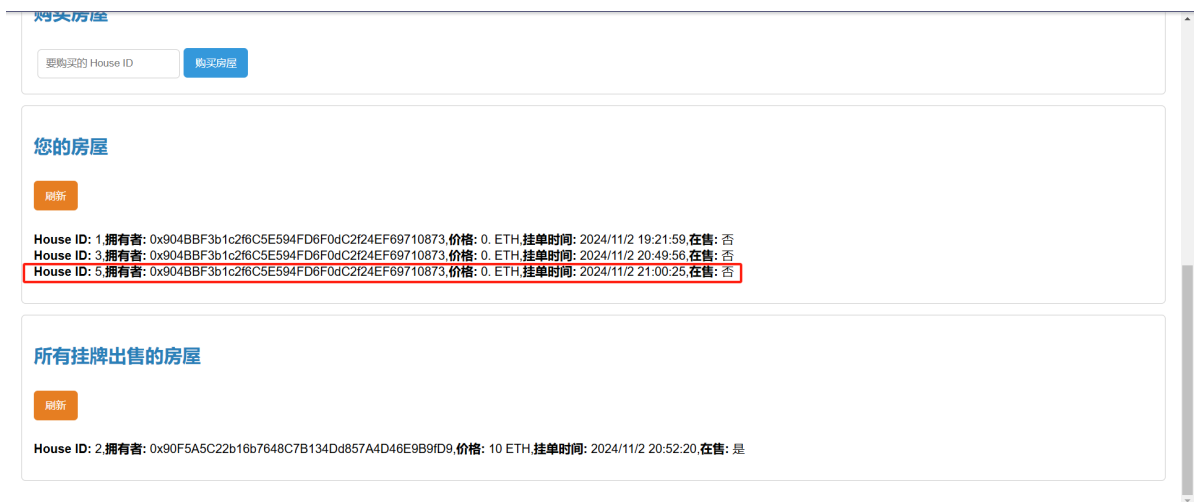 购买房屋
要购买的 House ID 购买房屋
您的房屋
刷新
House ID: 1,拥有者: 0x904BBF3b1c2f6C5E594FD6F0dC2f24EF69710873,价格: 0. ETH,挂单时间: 2024/11/2 19:21:59,在售: 否
House ID: 3,拥有者: 0x904BBF3b1c2f6C5E594FD6F0dC2f24EF69710873,价格: 0. ETH,挂单时间: 2024/11/2 20:49:56,在售: 否
House ID: 5,拥有者: 0x904BBF3b1c2f6C5E594FD6F0dC2f24EF69710873,价格: 0. ETH,挂单时间: 2024/11/2 21:00:25,在售: 否
所有挂牌出售的房屋
刷新
House ID: 2,拥有者: 0x90F5A5C22b16b7648C7B134Dd857A4D46E9B9fD9,价格: 10 ETH,挂单时间: 2024/11/2 20:52:20,在售: 是